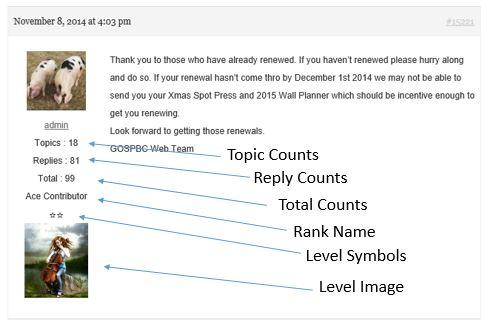 November 8, 2014 at 4:03 pm
#15221
Thank you to those who have already renewed. If you haven't renewed please hurry along
and do so. If your renewal hasn't come thro by December 1st 2014 we may not be able to
send you your Xmas Spot Press and 2015 Wall Planner which should be incentive enough to
get you renewing.
Look forward to getting those renewals.
GOSPBC Web Team
admin
Topics : 18
Replies : 81
Total : 99
Ace Contributor
☆☆
Topic Counts
Reply Counts
Total Counts
Rank Name
Level Symbols
Level Image